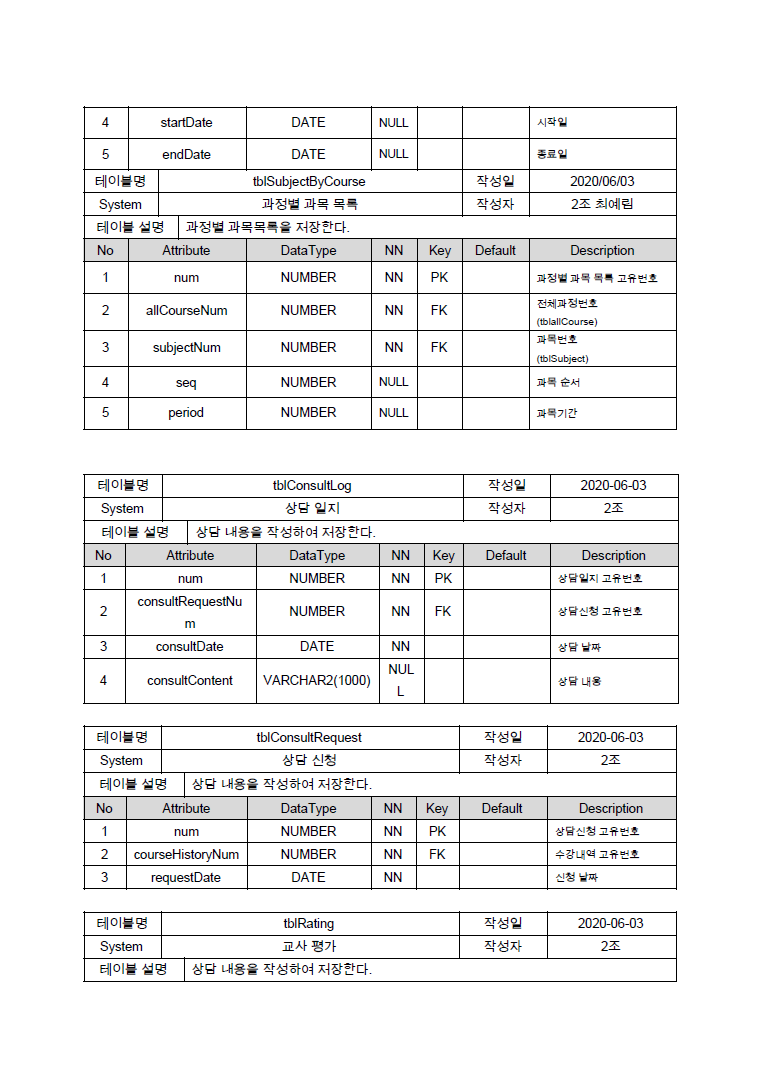 4 startDate DATE NULL 시작일
5 endDate DATE NULL 종료일
테이블명 tblSubjectByCourse 작성일 2020/06/03
System 과정별 과목 목록 작성자 2조 최예림
테이블 설명 과정별 과목목록을 저장한다.
No Attribute DataType NN Key Default Description
1 num NUMBER NN PK 과정별 과목 목록 고유번호
2 allCourseNum NUMBER NN FK 전체과정번호
(tblallCourse)
3 subjectNum NUMBER NN FK 과목번호
(tblSubject)
4 seq NUMBER NULL 과목 순서
5 period NUMBER NULL 과목기간
테이블명 tblConsultLog 작성일 2020-06-03
System 상담 일지 작성자 2조
테이블 설명 상담 내용을 작성하여 저장한다.
No Attribute DataType NN Key Default Description
1 num NUMBER NN PK 상담일지 고유번호
2 consultRequestNu
m NUMBER NN FK 상담신청 고유번호
3 consultDate DATE NN 상담 날짜
4 consultContent VARCHAR2(1000) NUL
L 상담 내용
테이블명 tblConsultRequest 작성일 2020-06-03
System 상담 신청 작성자 2조
테이블 설명 상담 내용을 작성하여 저장한다.
No Attribute DataType NN Key Default Description
1 num NUMBER NN PK 상담신청 고유번호
2 courseHistoryNum NUMBER NN FK 수강내역 고유번호
3 requestDate DATE NN 신청 날짜
테이블명 tblRating 작성일 2020-06-03
System 교사 평가 작성자 2조
테이블 설명 상담 내용을 작성하여 저장한다.